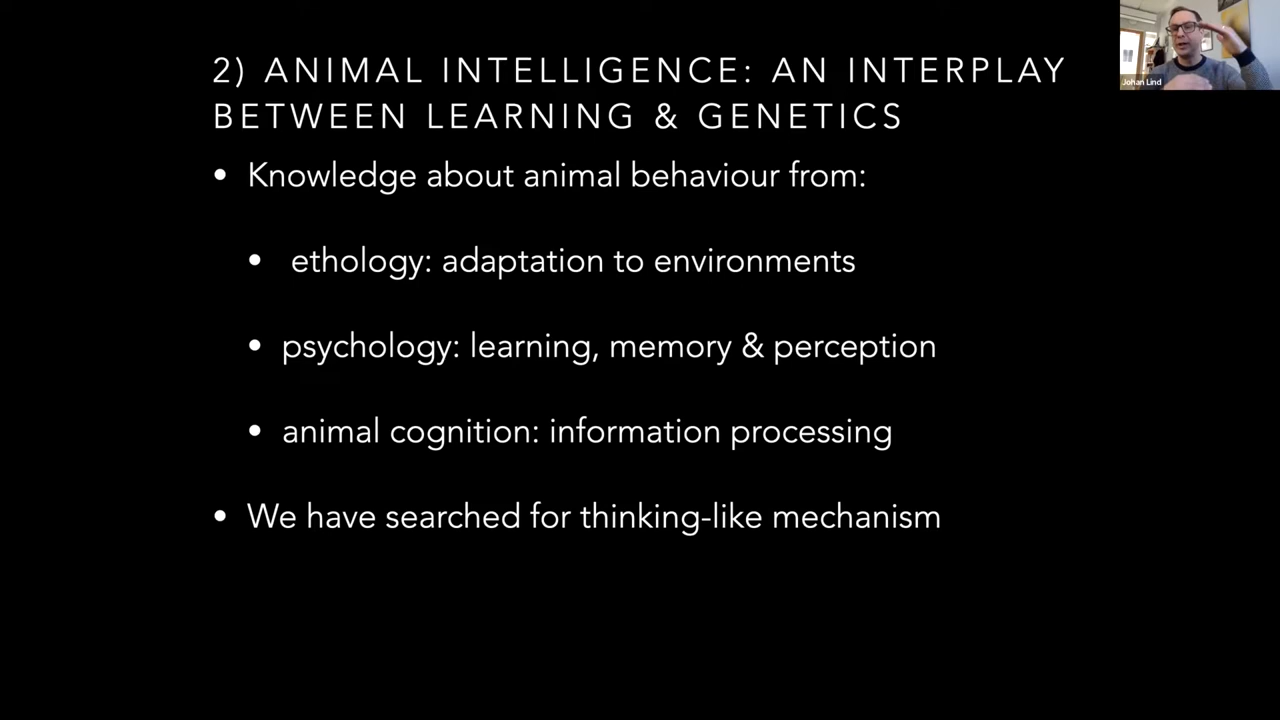 2) ANIMAL INTELLIGENCE: AN INTERPLAY
BETWEEN LEARNING & GENETICS
• Knowledge about animal behaviour from:
• ethology: adaptation to environments
• psychology: learning, memory & perception
• animal cognition: information processing
• We have searched for thinking-like mechanism
Johan Lind